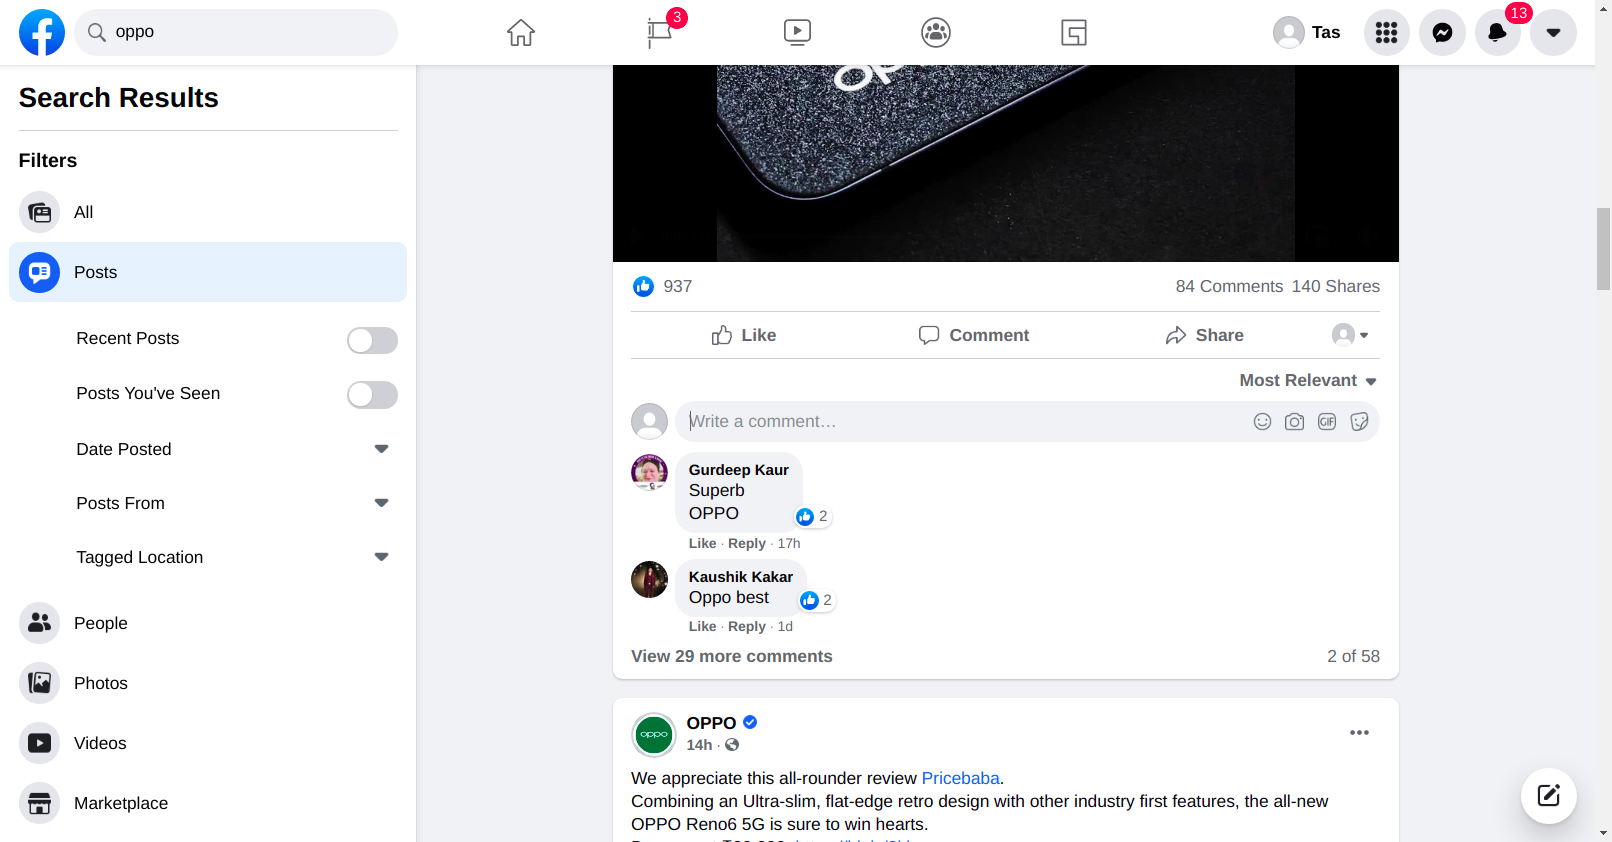 oppo
3
Tas
13
Search Results
Filters
All
Posts
Recent Posts
Posts You've Seen
Date Posted
Posts From
Tagged Location
People
Photos
Videos
Marketplace
oppo
937
84 Comments 140 Shares
Like
Comment
Share
Most Relevant
Write a comment…
GIF
Gurdeep Kaur
Superb
OPPO
2
Like · Reply · 17h
Kaushik Kakar
Oppo best
2
Like · Reply · 1d
View 29 more comments
2 of 58
oppo
OPPO
14h ·
We appreciate this all-rounder review Pricebaba.
Combining an Ultra-slim, flat-edge retro design with other industry first features, the all-new
OPPO Reno6 5G is sure to win hearts.